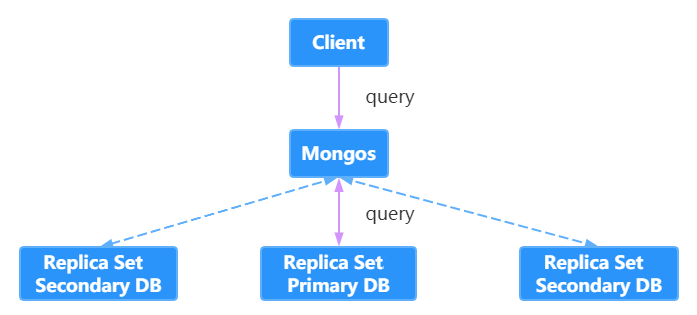 Client
query
Mongos
query
Replica Set
Secondary DB
Replica Set
Primary DB
Replica Set
Secondary DB